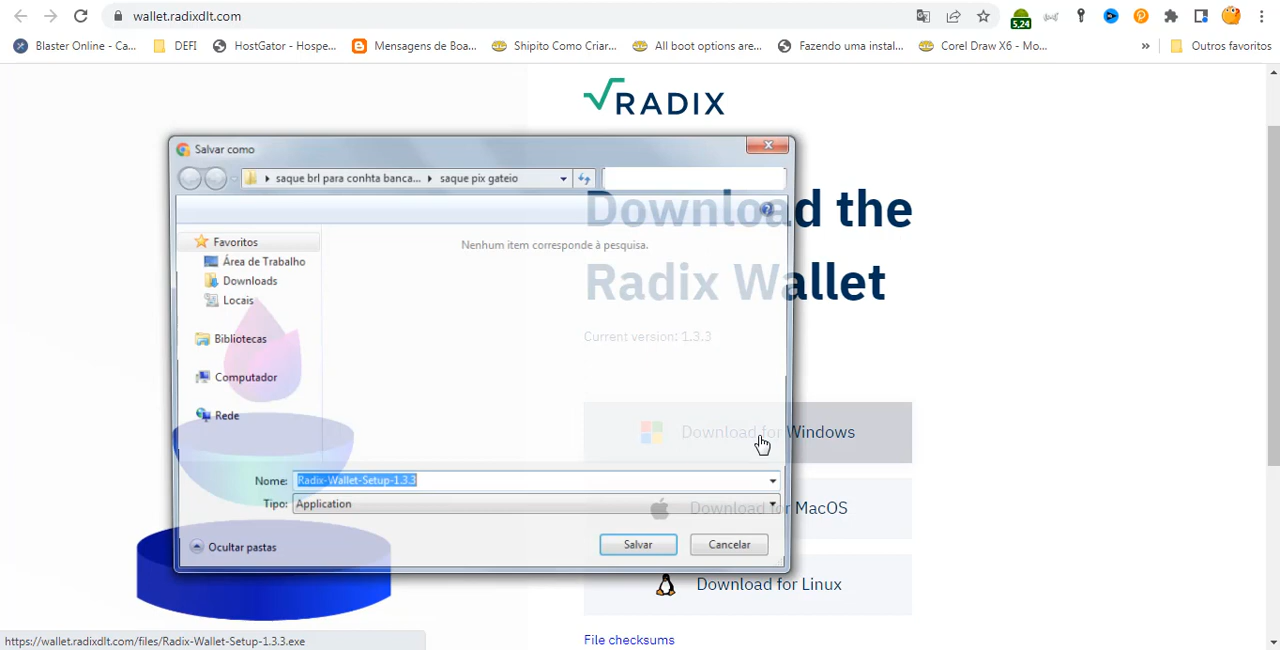 wallet.radixdlt.com
5,24
Blaster Online - Ca...
DEFI
HostGator - Hospe...
Mensagens de Boa...
Shipito Como Criar...
All boot options are...
Fazendo uma instal...
Corel Draw X6 - Mo...
»
Outros favoritos
RADIX
Salvar como
saque brl para conhta banca...
saque pix gateio
Download the
Favoritos
Nenhum item corresponde à pesquisa.
Área de Trabalho
Downloads
Radix Wallet
Locais
Current version: 1.3.3
Bibliotecas
Computador
Rede
Download for Windows
Nome: Radix-Wallet-Setup-1.3.3
Tipo: Application
Download for MacOS
Ocultar pastas
Salvar
Cancelar
Download for Linux
File checksums
https://wallet.radixdlt.com/files/Radix-Wallet-Setup-1.3.3.exe